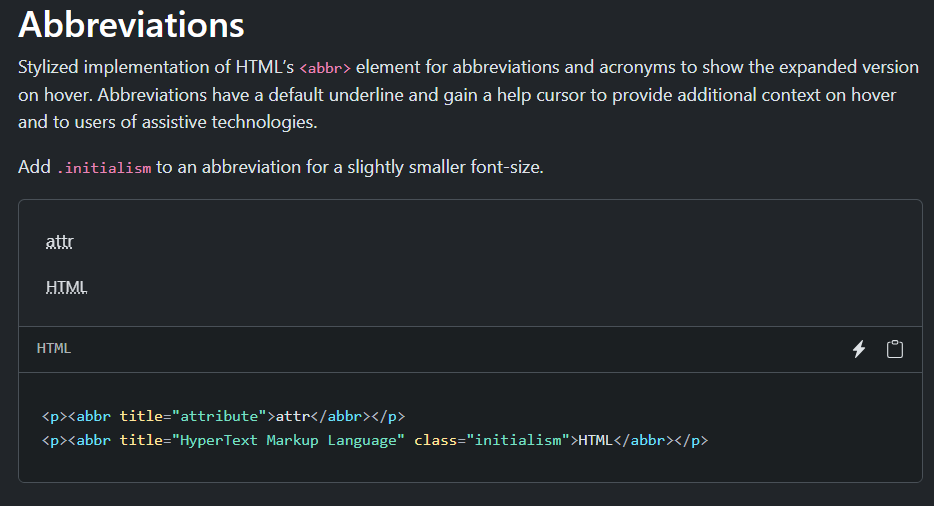 Abbreviations
Stylized implementation of HTML’s <abbr> element for abbreviations and acronyms to show the expanded version
on hover. Abbreviations have a default underline and gain a help cursor to provide additional context on hover
and to users of assistive technologies.
Add .initialism to an abbreviation for a slightly smaller font-size.
attr
HTML
HTML
<p><abbr title="attribute">attr</abbr></p>
<p><abbr title="HyperText Markup Language" class="initialism">HTML</abbr></p>